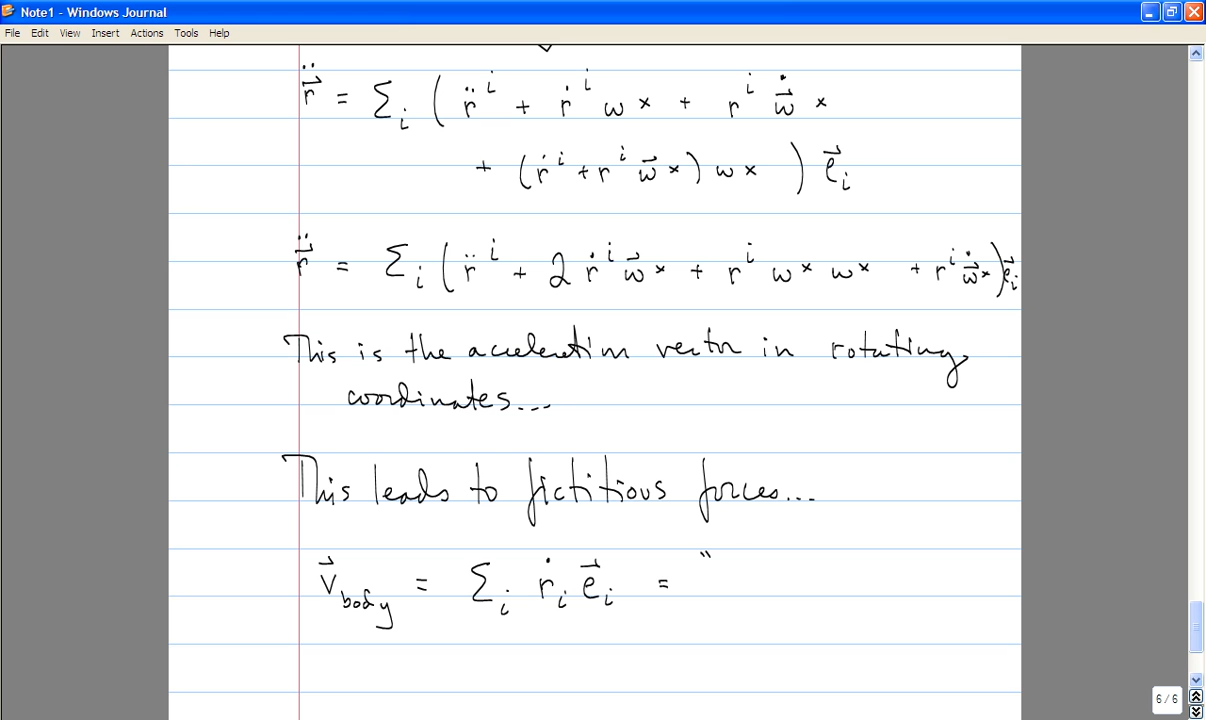 Note1 - Windows Journal
File Edit View Insert Actions Tools Help
r⃗̈ = Σᵢ ( r̈ⁱ + ṙⁱ ω × + rⁱ ω⃗̇ ×
+ (ṙⁱ + rⁱ ω⃗ ×) ω × ) e⃗ᵢ
r⃗̈ = Σᵢ ( r̈ⁱ + 2 ṙⁱ ω⃗ × + rⁱ ω × ω × + rⁱ ω⃗̇ × ) e⃗ᵢ
This is the acceleration vector in rotating
coordinates...
This leads to fictitious forces...
v⃗body = Σᵢ ṙᵢ e⃗ᵢ = "
6 / 6